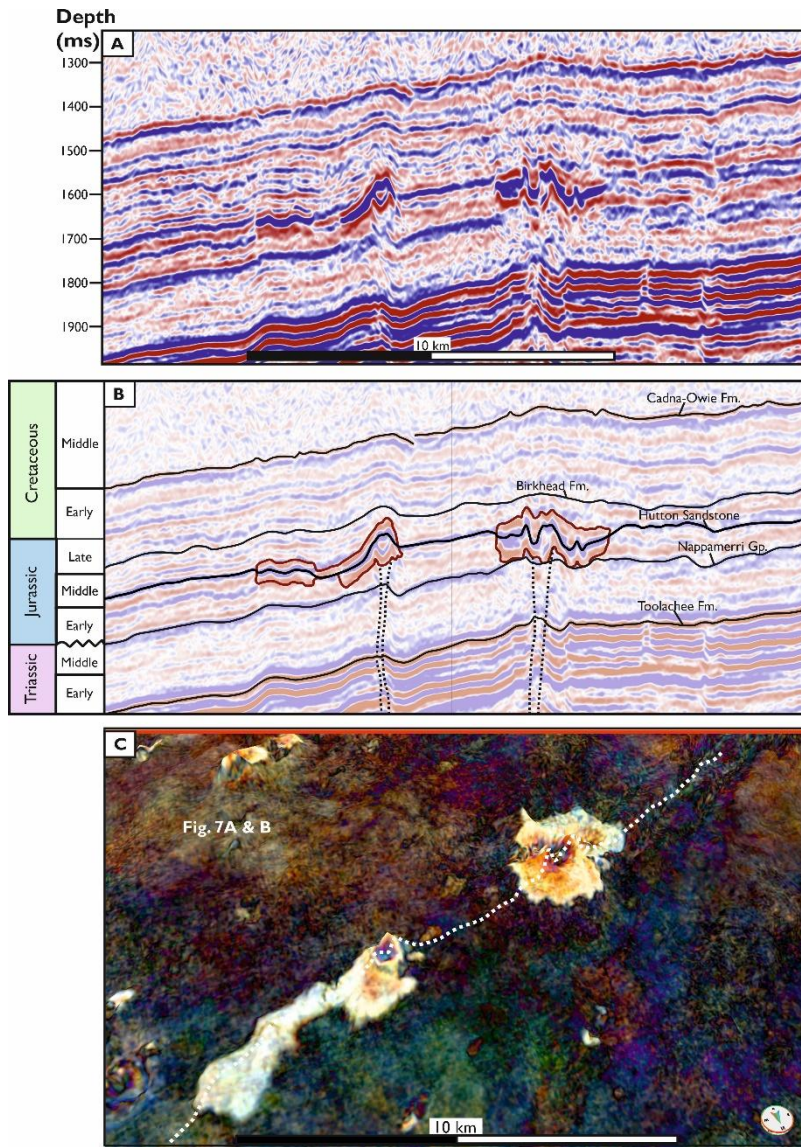 Depth
(ms)
A
1300
1400
1500
1600
1700
1800
1900
10 km
B
Cretaceous
Middle
Early
Jurassic
Late
Middle
Early
Triassic
Middle
Early
Cadna-Owie Fm.
Birkhead Fm.
Hutton Sandstone
Nappamerri Gp.
Toolachee Fm.
C
Fig. 7A & B
10 km